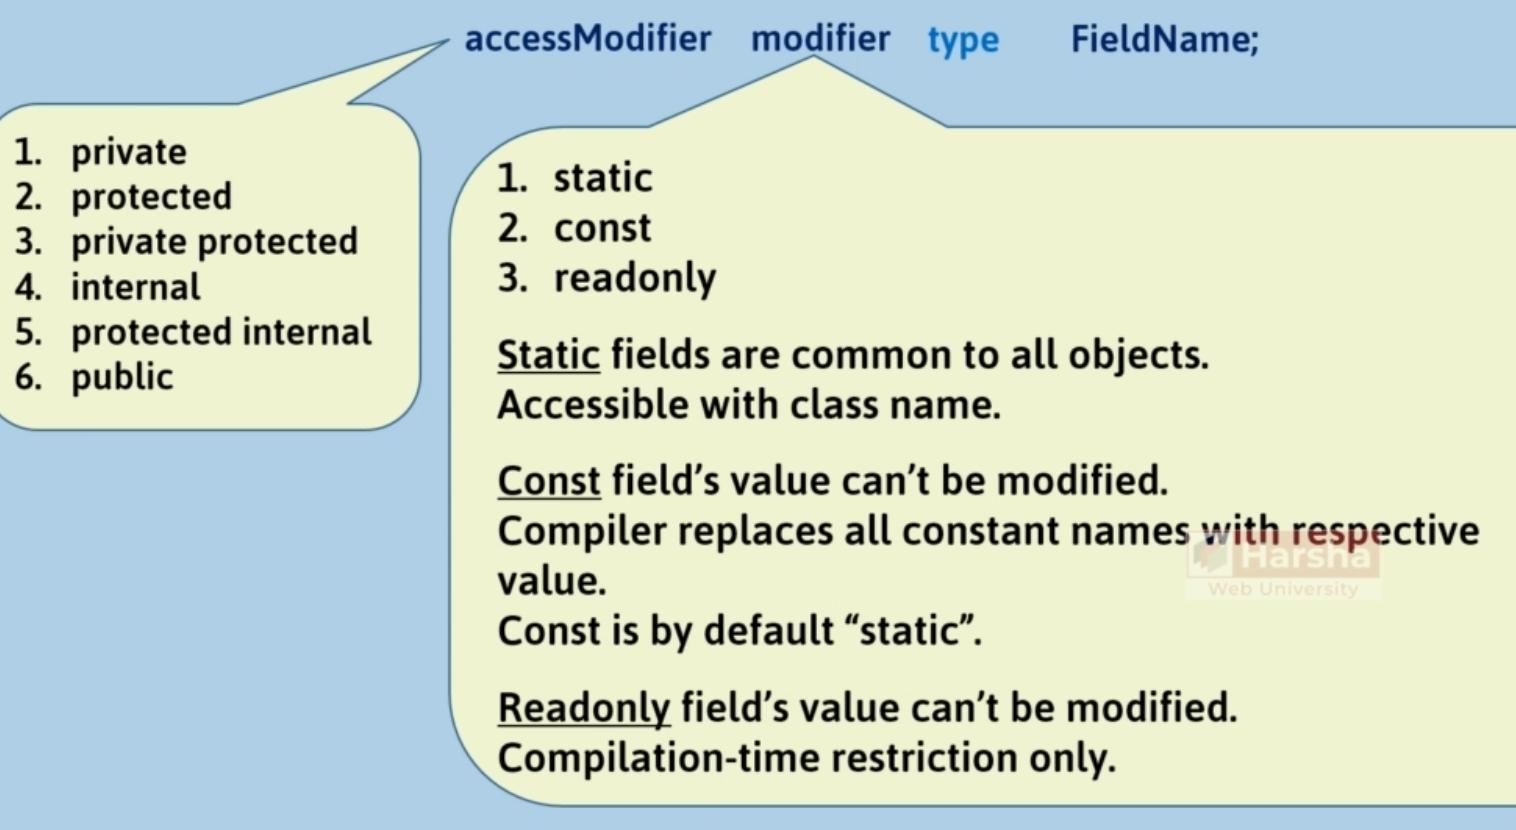 accessModifier modifier type FieldName;
1. private
2. protected
3. private protected
4. internal
5. protected internal
6. public
1. static
2. const
3. readonly
Static fields are common to all objects.
Accessible with class name.
Const field’s value can’t be modified.
Compiler replaces all constant names with respective
value.
Const is by default “static”.
Readonly field’s value can’t be modified.
Compilation-time restriction only.
Harsha
Web University